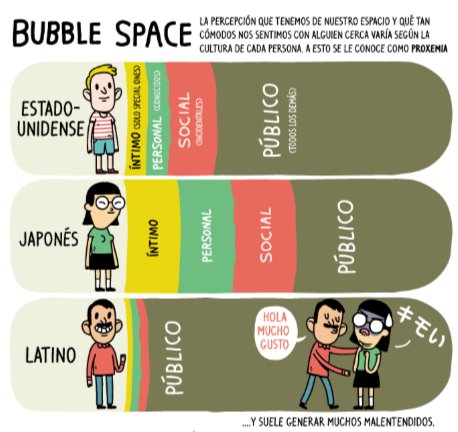 BUBBLE SPACE
LA PERCEPCIÓN QUE TENEMOS DE NUESTRO ESPACIO Y QUÉ TAN
CÓMODOS NOS SENTIMOS CON ALGUIEN CERCA VARÍA SEGÚN LA
CULTURA DE CADA PERSONA. A ESTO SE LE CONOCE COMO PROXEMIA
ESTADO-
UNIDENSE
ÍNTIMO (SOLO SPECIAL ONES)
PERSONAL (CONOCIDOS)
SOCIAL
(INCIDENTALES)
PÚBLICO
(TODOS LOS DEMÁS)
JAPONÉS
ÍNTIMO
PERSONAL
SOCIAL
PÚBLICO
LATINO
PÚBLICO
HOLA
MUCHO
GUSTO
キモい
....Y SUELE GENERAR MUCHOS MALENTENDIDOS.